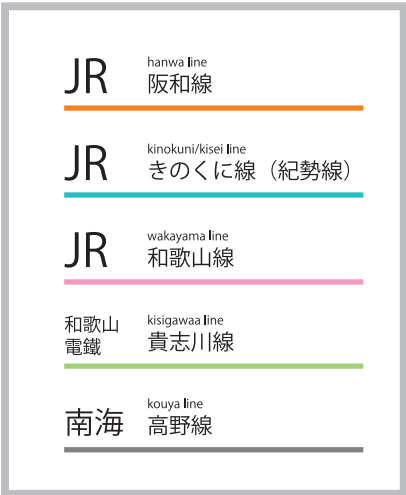 JR
hanwa line
阪和線
JR
kinokuni/kisei line
きのくに線（紀勢線）
JR
wakayama line
和歌山線
和歌山
電鐵
kisigawaa line
貴志川線
南海
kouya line
高野線